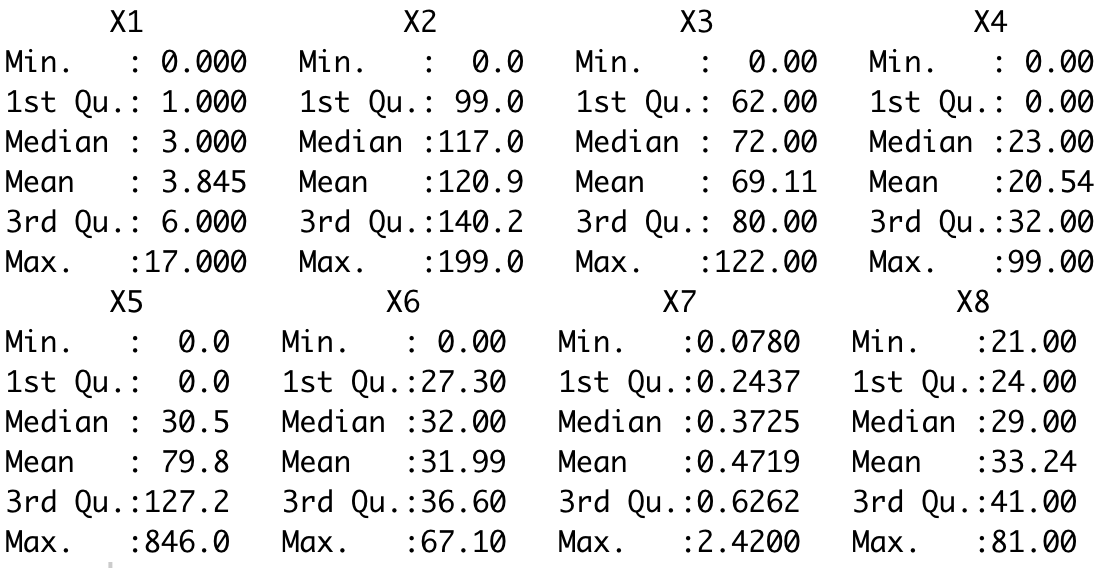 X1               X2              X3               X4
Min.   : 0.000   Min.   :  0.0   Min.   :  0.00   Min.   : 0.00
1st Qu.: 1.000   1st Qu.: 99.0   1st Qu.: 62.00   1st Qu.: 0.00
Median : 3.000   Median :117.0   Median : 72.00   Median :23.00
Mean   : 3.845   Mean   :120.9   Mean   : 69.11   Mean   :20.54
3rd Qu.: 6.000   3rd Qu.:140.2   3rd Qu.: 80.00   3rd Qu.:32.00
Max.   :17.000   Max.   :199.0   Max.   :122.00   Max.   :99.00
       X5              X6              X7               X8
Min.   :  0.0   Min.   : 0.00   Min.   :0.0780   Min.   :21.00
1st Qu.:  0.0   1st Qu.:27.30   1st Qu.:0.2437   1st Qu.:24.00
Median : 30.5   Median :32.00   Median :0.3725   Median :29.00
Mean   : 79.8   Mean   :31.99   Mean   :0.4719   Mean   :33.24
3rd Qu.:127.2   3rd Qu.:36.60   3rd Qu.:0.6262   3rd Qu.:41.00
Max.   :846.0   Max.   :67.10   Max.   :2.4200   Max.   :81.00